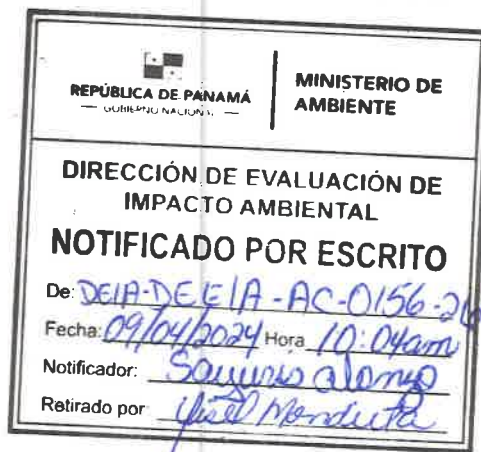 REPÚBLICA DE PANAMÁ
— GOBIERNO NACIONAL —
MINISTERIO DE
AMBIENTE
DIRECCIÓN DE EVALUACIÓN DE
IMPACTO AMBIENTAL
NOTIFICADO POR ESCRITO
De: DEIA-DEEIA-AC-0156-24
Fecha: 09/04/2024 Hora 10:04am
Notificador:
Retirado por